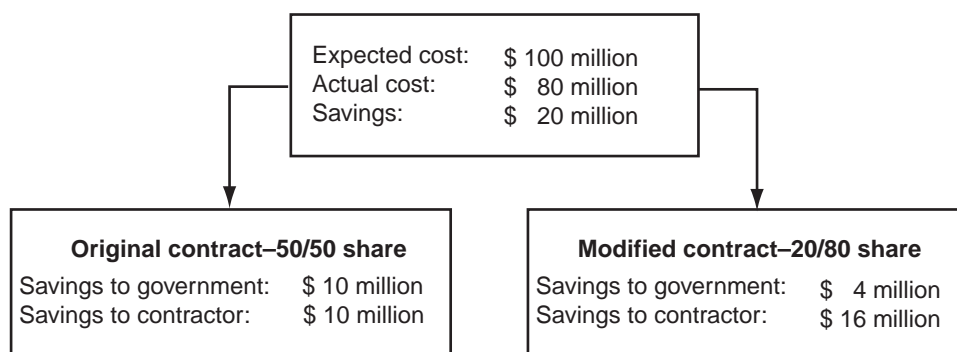 Expected cost: $ 100 million
Actual cost: $ 80 million
Savings: $ 20 million
Original contract–50/50 share
Savings to government: $ 10 million
Savings to contractor: $ 10 million
Modified contract–20/80 share
Savings to government: $ 4 million
Savings to contractor: $ 16 million